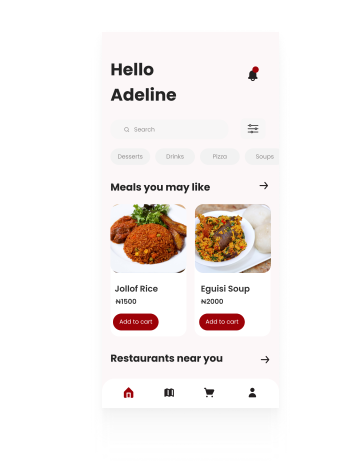 Hello
Adeline
Search
Desserts Drinks Pizza Soups
Meals you may like
Jollof Rice Eguisi Soup
₦1500 ₦2000
Add to cart Add to cart
Restaurants near you